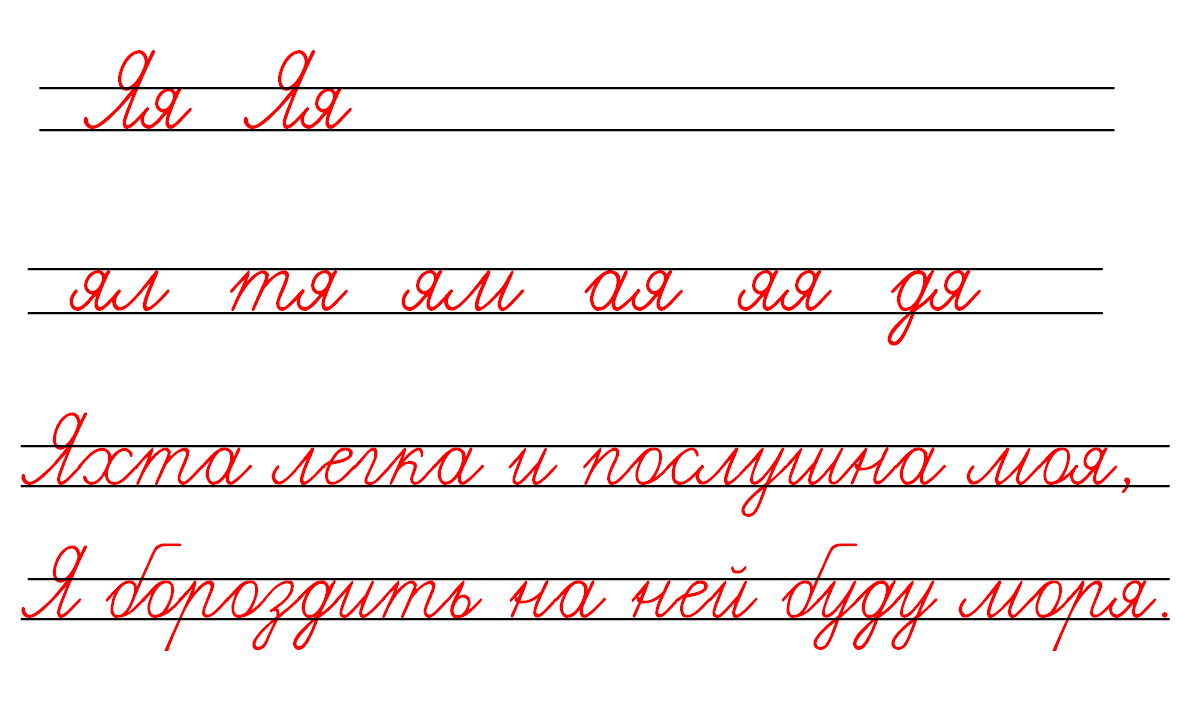 Яя Яя
ял тя ям ая яя дя
Яхта легка и послушна моя,
Я бороздить на ней буду моря.